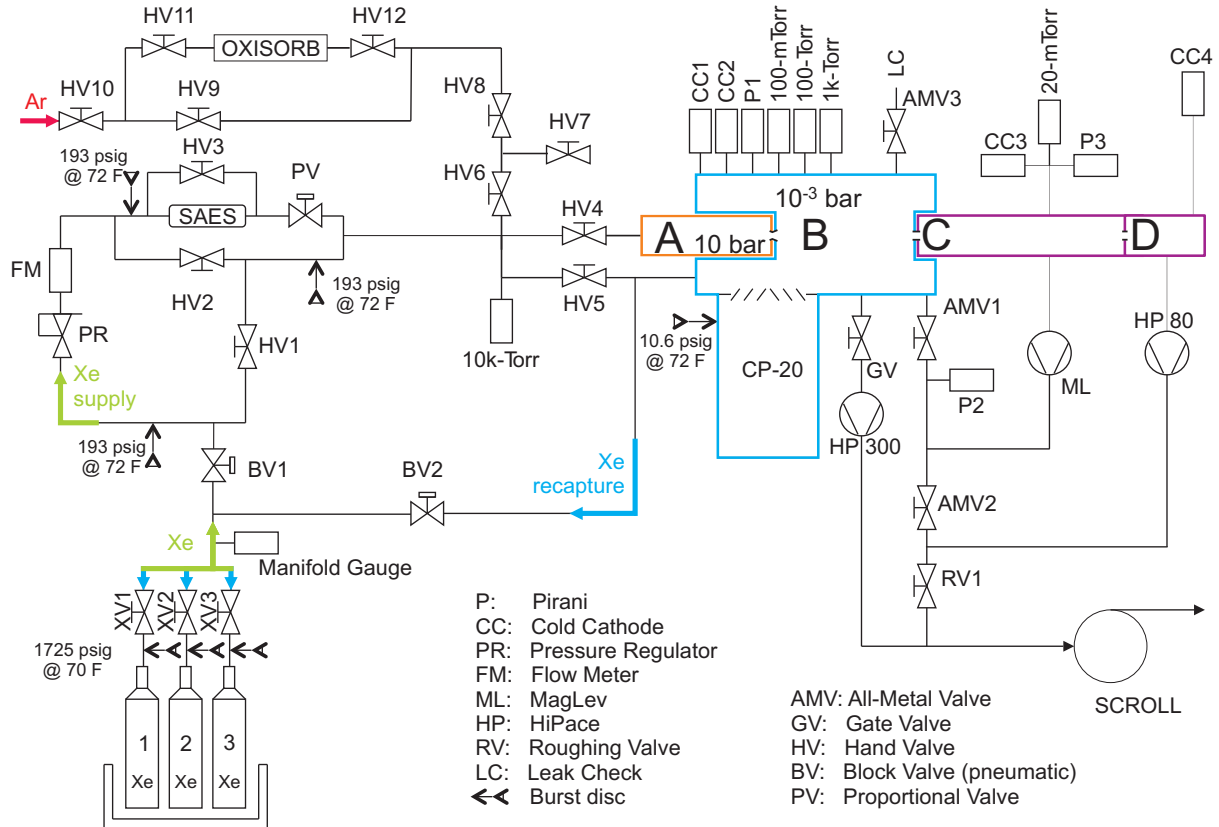 HV11
HV12
OXISORB
HV10
HV9
Ar
HV8
HV7
HV6
193 psig
@ 72 F
HV3
PV
SAES
HV2
FM
PR
HV1
193 psig
@ 72 F
HV4
HV5
10k-Torr
Xe
supply
193 psig
@ 72 F
BV1
BV2
Xe
recapture
Xe
Manifold Gauge
XV1
XV2
XV3
1725 psig
@ 70 F
1
2
3
Xe
Xe
Xe
CC1
CC2
P1
100-mTorr
100-Torr
1k-Torr
LC
AMV3
20-mTorr
CC3
P3
CC4
10⁻³ bar
A
10 bar
B
C
D
10.6 psig
@ 72 F
CP-20
GV
HP 300
AMV1
P2
ML
HP 80
AMV2
RV1
SCROLL
P: Pirani
CC: Cold Cathode
PR: Pressure Regulator
FM: Flow Meter
ML: MagLev
HP: HiPace
RV: Roughing Valve
LC: Leak Check
Burst disc
AMV: All-Metal Valve
GV: Gate Valve
HV: Hand Valve
BV: Block Valve (pneumatic)
PV: Proportional Valve